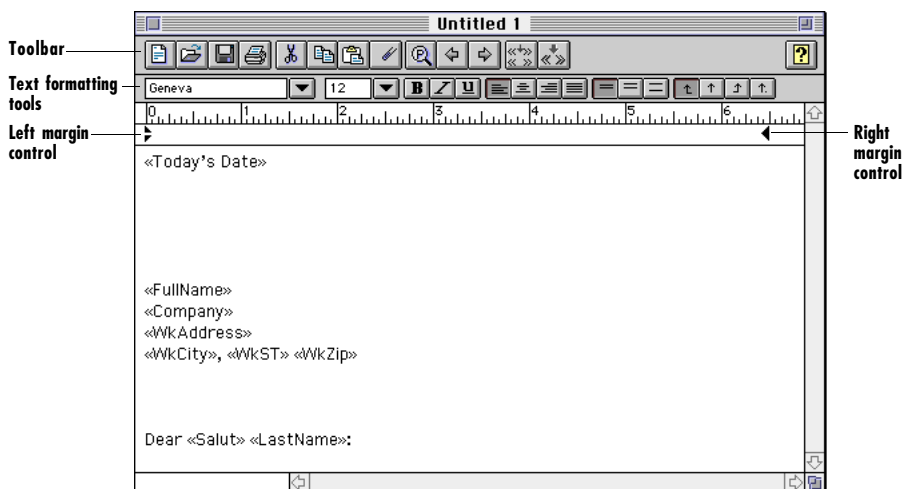 Untitled 1
Toolbar
?
Text formatting tools
Geneva 12 B I U
0 1 2 3 4 5 6
Left margin control
Right margin control
«Today's Date»
«FullName»
«Company»
«WkAddress»
«WkCity», «WkST» «WkZip»
Dear «Salut» «LastName»: